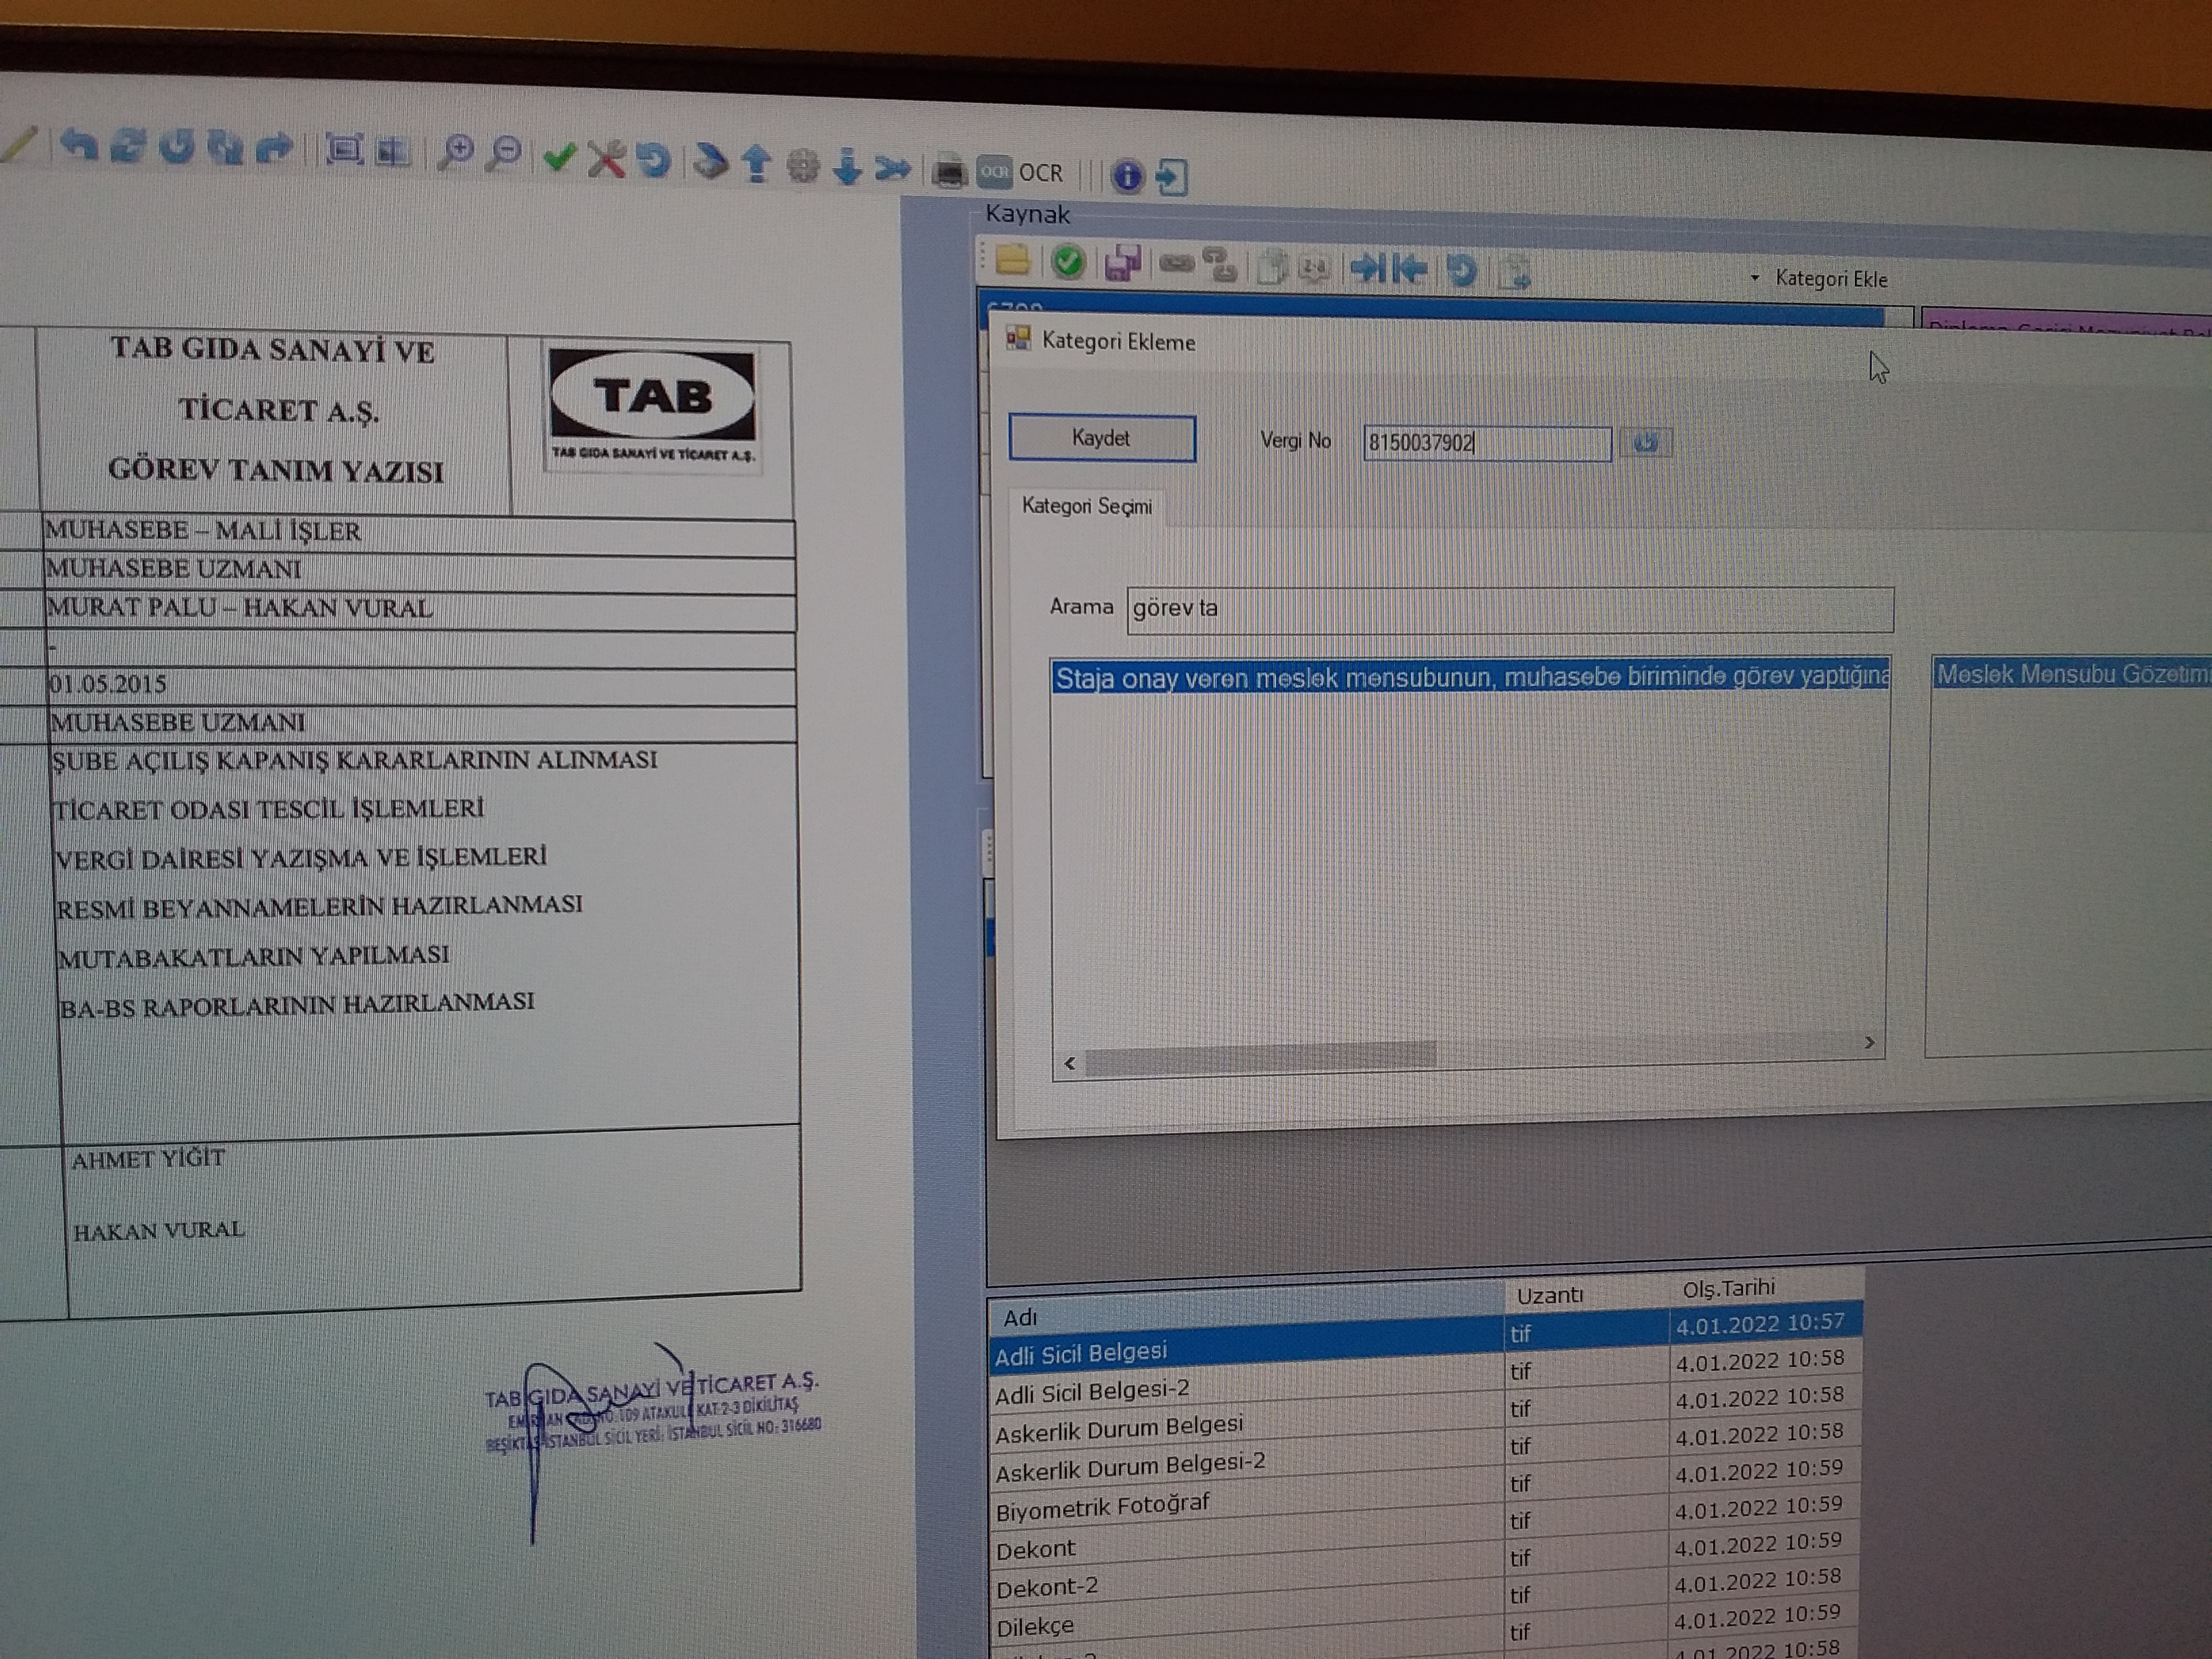 OCR OCR
Kaynak
Kategori Ekle
Kategori Ekleme
Kaydet
Vergi No
8150037902
Kategori Seçimi
Arama
görev ta
Staja onay veren meslek mensubunun, muhasebe biriminde görev yaptığına
Meslek Mensubu Gözetim
TAB GIDA SANAYİ VE
TİCARET A.Ş.
GÖREV TANIM YAZISI
TAB
TAB GIDA SANAYİ VE TİCARET A.Ş.
MUHASEBE – MALİ İŞLER
MUHASEBE UZMANI
MURAT PALU – HAKAN VURAL
-
01.05.2015
MUHASEBE UZMANI
ŞUBE AÇILIŞ KAPANIŞ KARARLARININ ALINMASI
TİCARET ODASI TESCİL İŞLEMLERİ
VERGİ DAİRESİ YAZIŞMA VE İŞLEMLERİ
RESMİ BEYANNAMELERİN HAZIRLANMASI
MUTABAKATLARIN YAPILMASI
BA-BS RAPORLARININ HAZIRLANMASI
AHMET YİĞİT
HAKAN VURAL
TAB GIDA SANAYİ VE TİCARET A.Ş.
109 ATAKULE KAT:2-3 DİKİLİTAŞ
BEŞİKTAŞ-İSTANBUL SİCİL YERİ: İSTANBUL SİCİL NO: 316680
Adı Uzantı Olş.Tarihi
Adli Sicil Belgesi tif 4.01.2022 10:57
Adli Sicil Belgesi-2 tif 4.01.2022 10:58
Askerlik Durum Belgesi tif 4.01.2022 10:58
Askerlik Durum Belgesi-2 tif 4.01.2022 10:58
Biyometrik Fotoğraf tif 4.01.2022 10:59
Dekont tif 4.01.2022 10:59
Dekont-2 tif 4.01.2022 10:59
Dilekçe tif 4.01.2022 10:58
tif 4.01.2022 10:59
4.01.2022 10:58